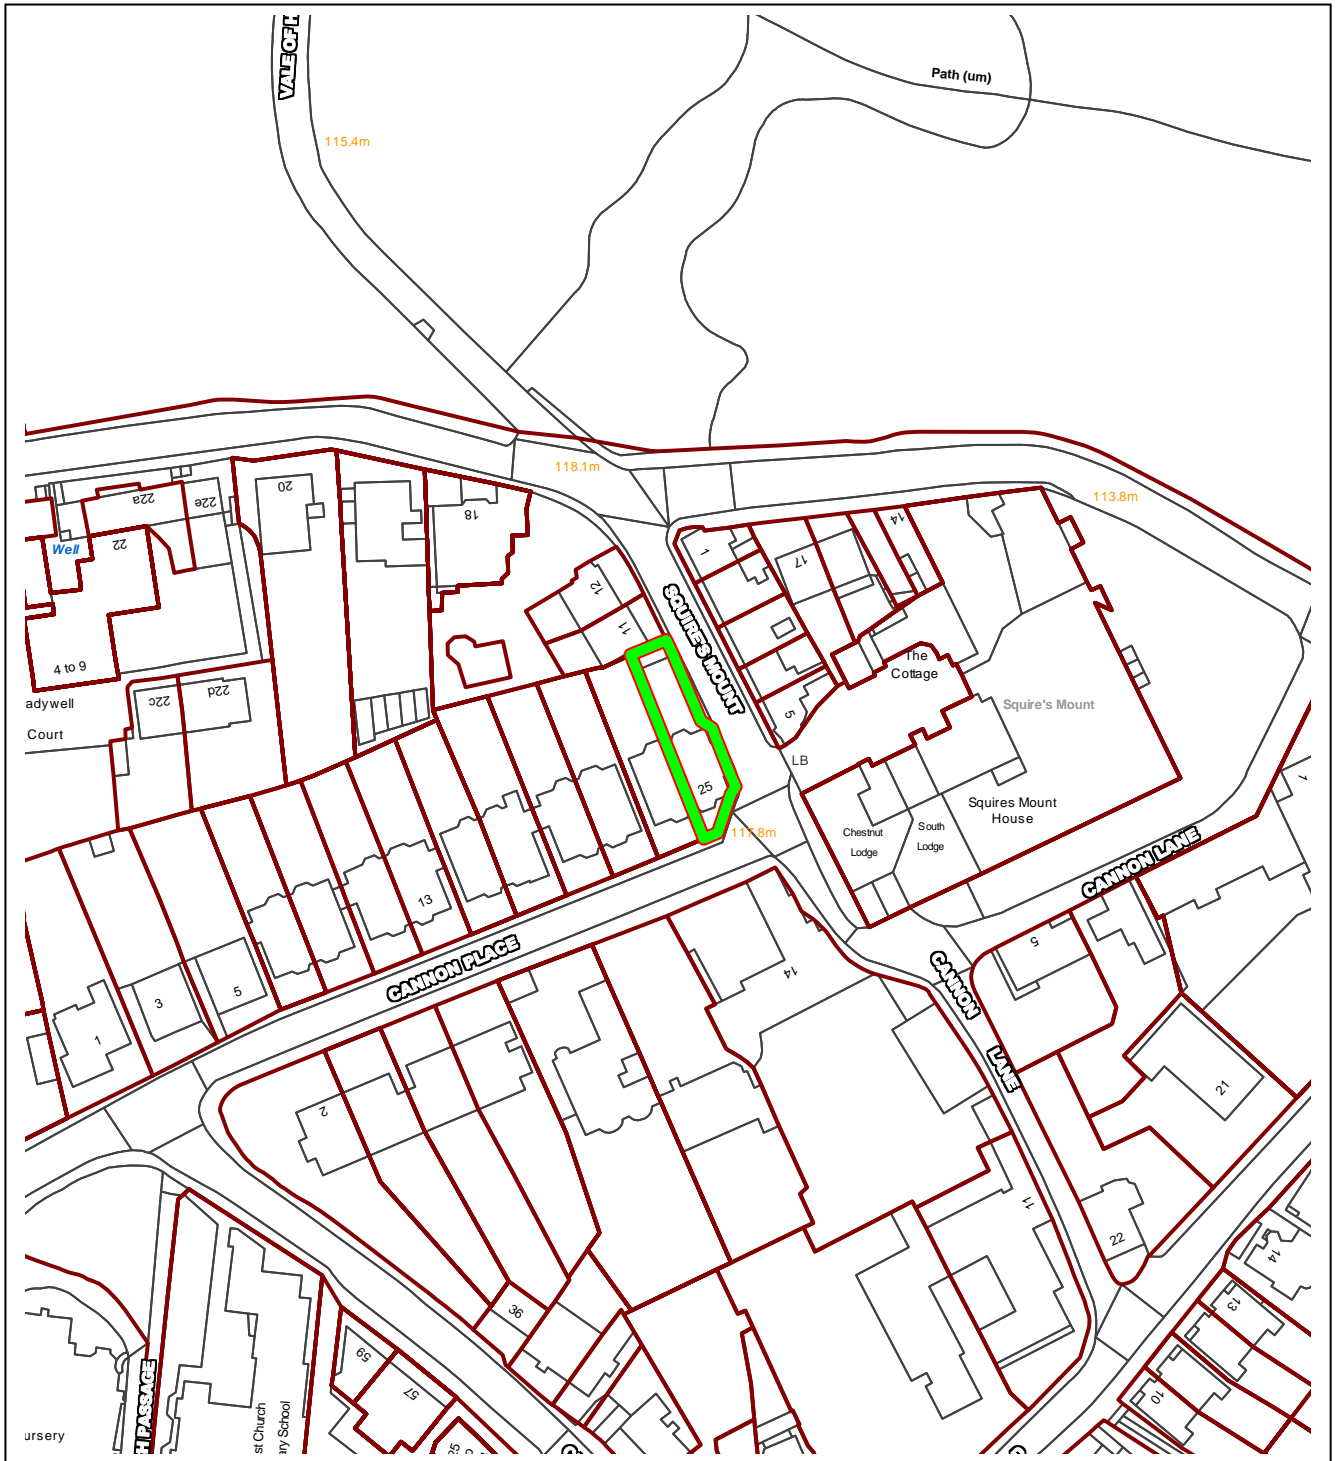 VALE OF H
Path (um)
115.4m
118.1m
113.8m
22a
22e
20
18
Well
22
4 to 9
adywell
Court
22c
22d
12
11
SQUIRE'S MOUNT
1
17
14
The
Cottage
Squire's Mount
5
LB
25
117.8m
Squires Mount
House
Chestnut
Lodge
South
Lodge
CANNON LANE
1
13
CANNON PLACE
14
5
3
5
1
CANNON
LANE
2
21
11
22
36
14
13
10
59
57
H PASSAGE
st Church
ary School
ursery